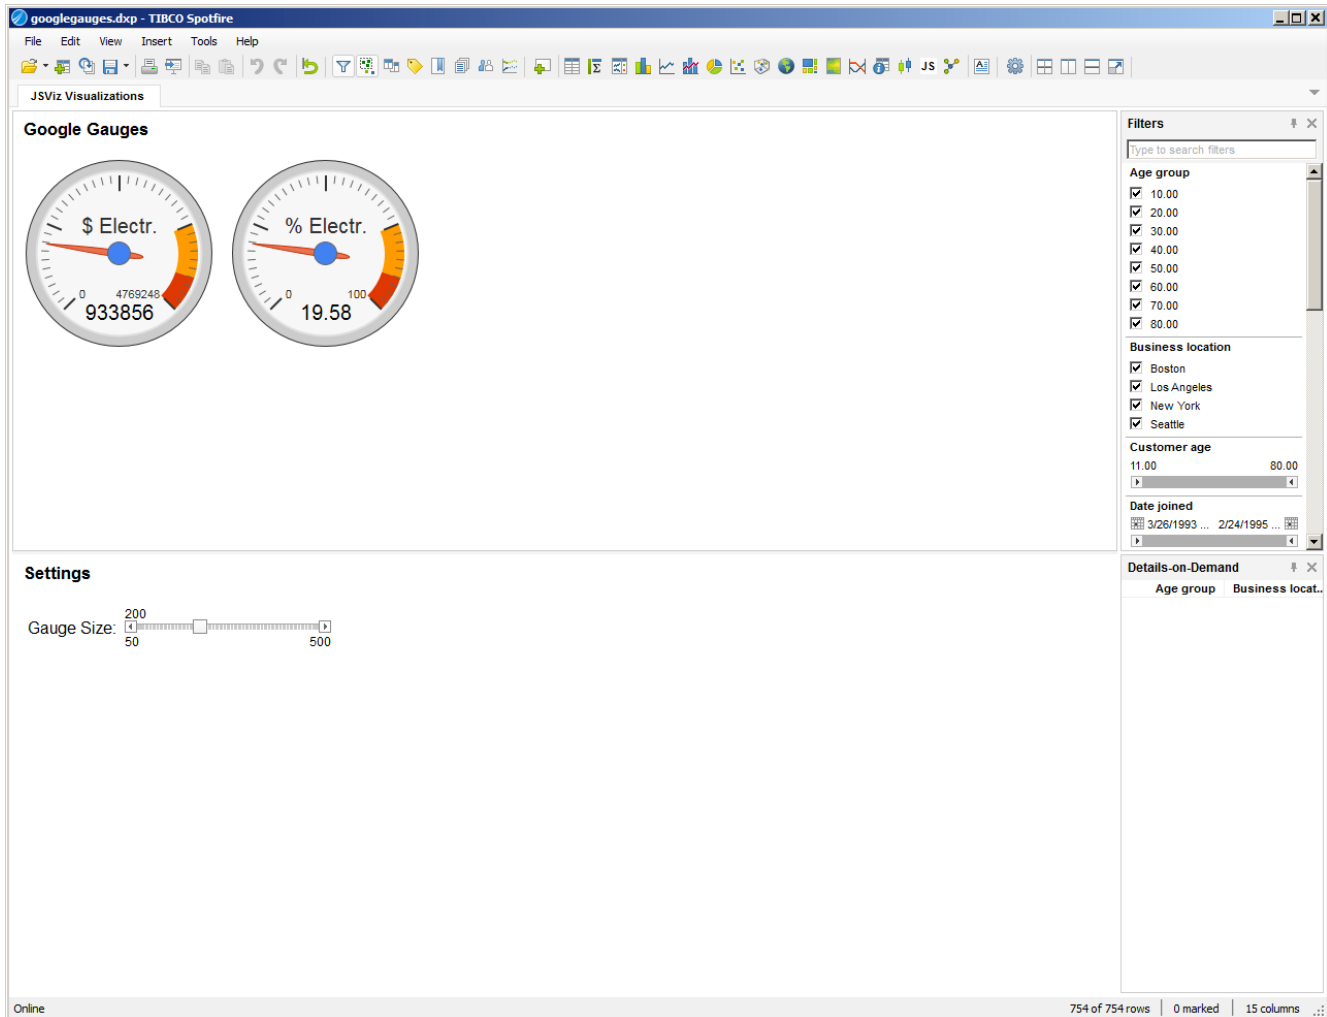 googlegauges.dxp - TIBCO Spotfire
File Edit View Insert Tools Help
JS
JSViz Visualizations
Google Gauges
$ Electr.
0 4769248
933856
% Electr.
0 100
19.58
Filters
Type to search filters
Age group
10.00
20.00
30.00
40.00
50.00
60.00
70.00
80.00
Business location
Boston
Los Angeles
New York
Seattle
Customer age
11.00 80.00
Date joined
3/26/1993 ... 2/24/1995 ...
Settings
200
Gauge Size:
50 500
Details-on-Demand
Age group Business locat..
Online 754 of 754 rows 0 marked 15 columns